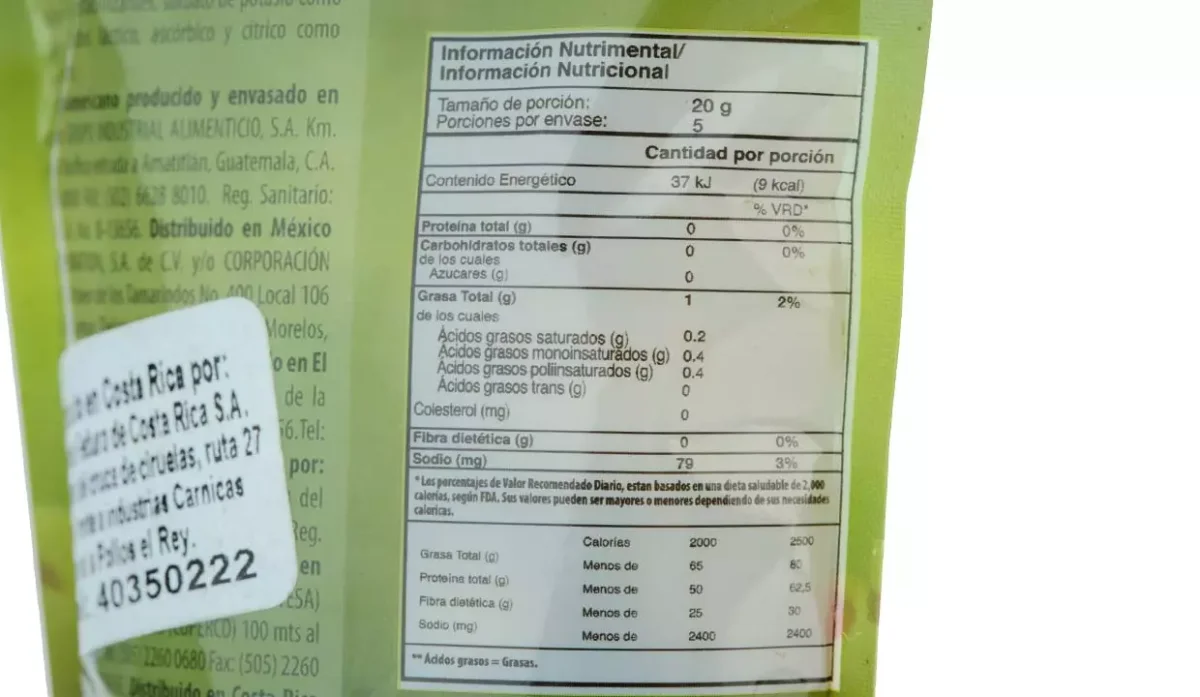 ascórbico y cítrico como
producido y envasado en
INDUSTRIAL ALIMENTICIO, S.A. Km.
Amatitlán, Guatemala, C.A.
6628 8010. Reg. Sanitario:
Distribuido en México
S.A. de C.V. y/o CORPORACIÓN
Tamarindos No. 400 Local 106
Morelos,
en El
de la
Tel:
por:
del
Reg.
en
100 mts al
2260 0680 Fax: (505) 2260
Distribuido en Costa
en Costa Rica por:
de Costa Rica S.A.
de ciruelas, ruta 27
industrias Carnicas
Pollos el Rey.
40350222
Información Nutrimental/
Información Nutricional
Tamaño de porción: 20 g
Porciones por envase: 5
Cantidad por porción
Contenido Energético 37 kJ (9 kcal)
% VRD*
Proteína total (g) 0 0%
Carbohidratos totales (g) 0 0%
de los cuales
Azucares (g) 0
Grasa Total (g) 1 2%
de los cuales
Ácidos grasos saturados (g) 0.2
Ácidos grasos monoinsaturados (g) 0.4
Ácidos grasos poliinsaturados (g) 0.4
Ácidos grasos trans (g) 0
Colesterol (mg) 0
Fibra dietética (g) 0 0%
Sodio (mg) 79 3%
*Los porcentajes de Valor Recomendado Diario, estan basados en una dieta saludable de 2,000
calorías, según FDA. Sus valores pueden ser mayores o menores dependiendo de sus necesidades
caloricas.
Calorías 2000 2500
Grasa Total (g) Menos de 65 80
Proteína total (g) Menos de 50 62,5
Fibra dietética (g) Menos de 25 30
Sodio (mg) Menos de 2400 2400
** Ácidos grasos = Grasas.